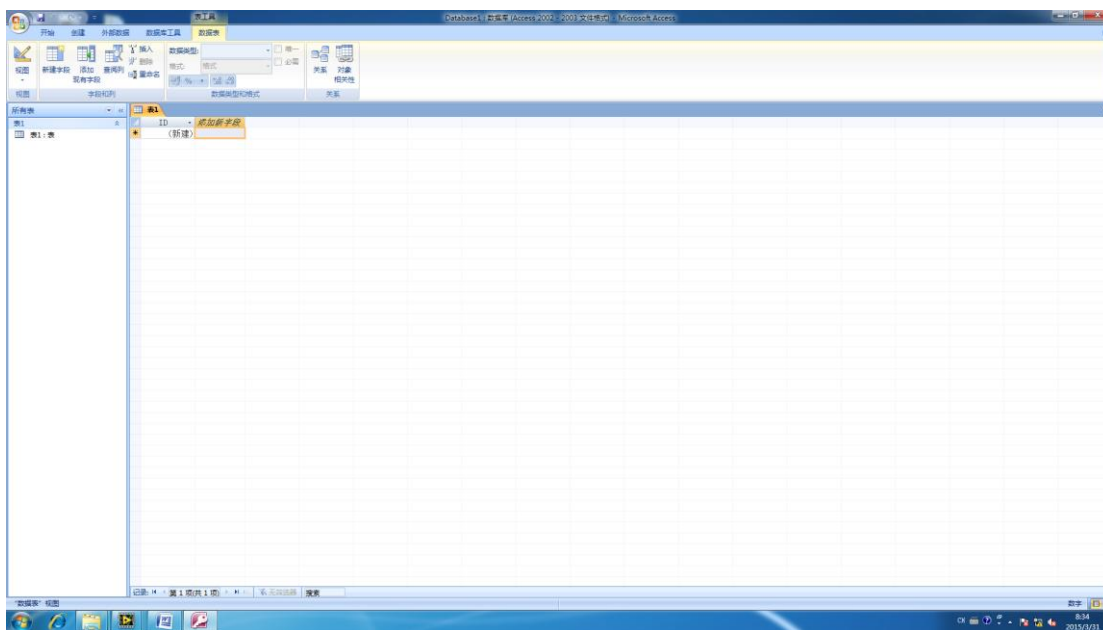 表工具
Database1 : 数据库 (Access 2002 - 2003 文件格式) - Microsoft Access
开始 创建 外部数据 数据库工具 数据表
视图 新建字段 添加现有字段 查阅列 插入 删除 重命名
数据类型: 唯一
格式: 格式 必需
关系 对象相关性
视图 字段和列 数据类型和格式 关系
所有表
表1
表1 : 表
表1
ID 添加新字段
(新建)
记录: 第 1 项(共 1 项) 无筛选器 搜索
“数据表”视图
数字
CH
8:34
2015/3/31